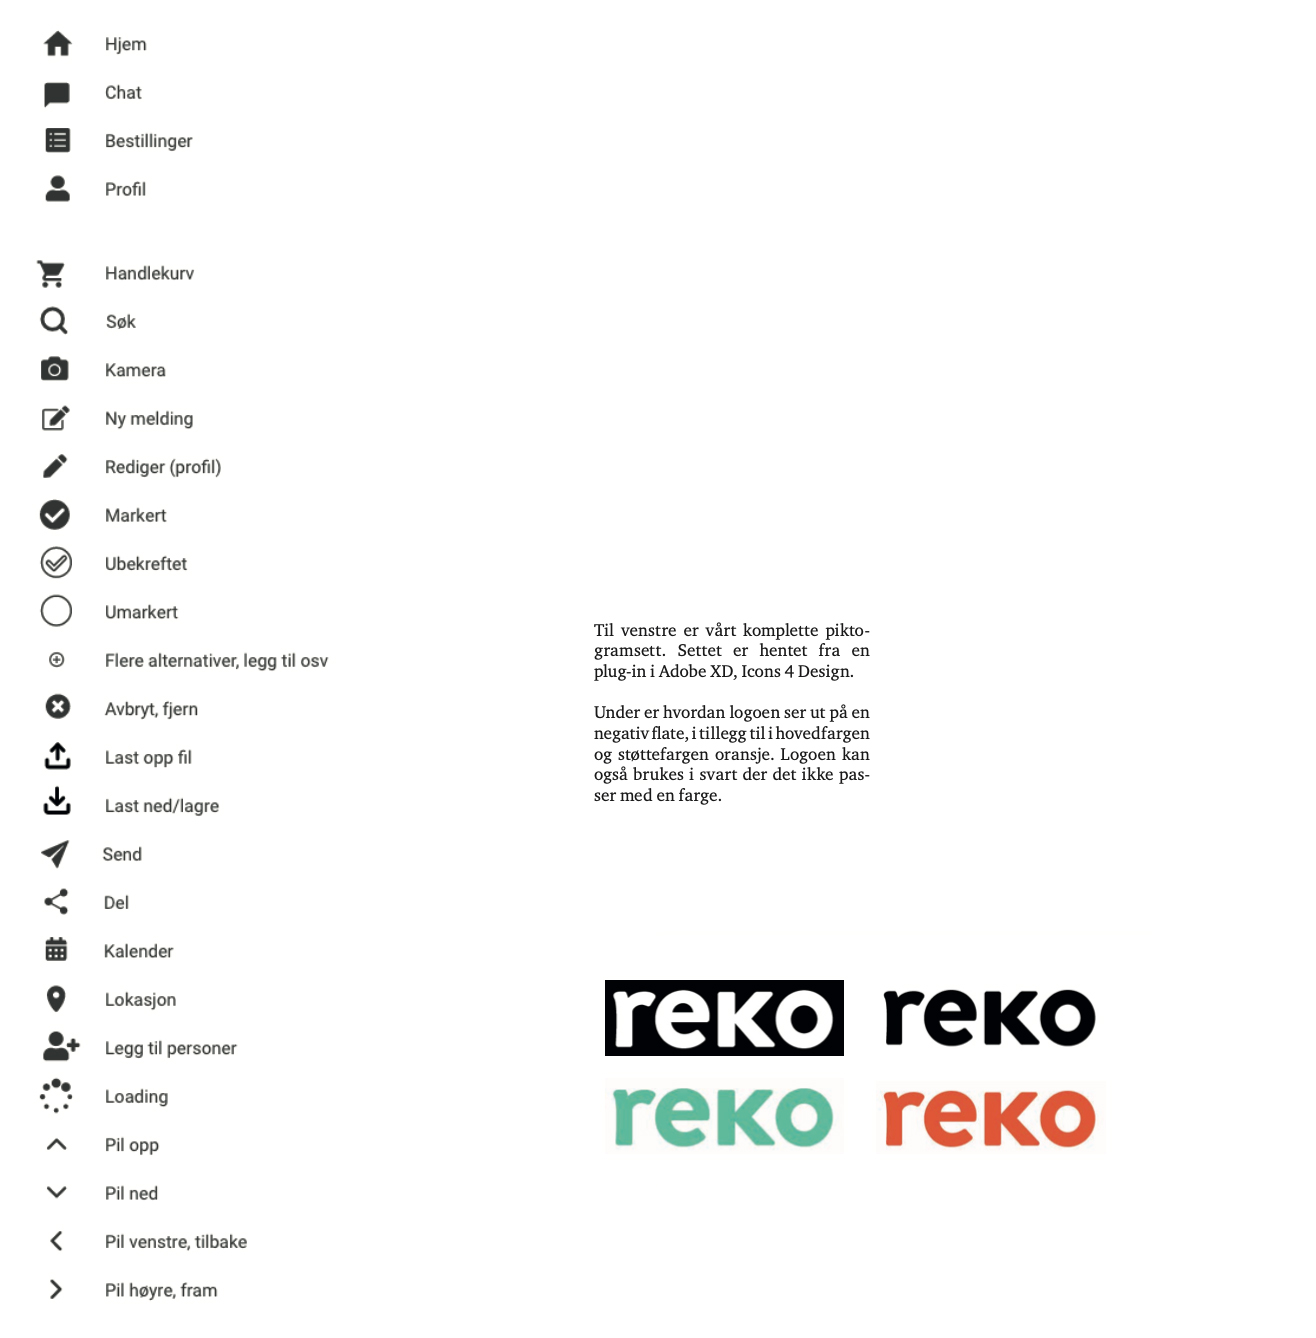 Hjem
Chat
Bestillinger
Profil
Handlekurv
Søk
Kamera
Ny melding
Rediger (profil)
Markert
Ubekreftet
Umarkert
Flere alternativer, legg til osv
Avbryt, fjern
Last opp fil
Last ned/lagre
Send
Del
Kalender
Lokasjon
Legg til personer
Loading
Pil opp
Pil ned
Pil venstre, tilbake
Pil høyre, fram
Til venstre er vårt komplette pikto-
gramsett. Settet er hentet fra en
plug-in i Adobe XD, Icons 4 Design.
Under er hvordan logoen ser ut på en
negativ flate, i tillegg til i hovedfargen
og støttefargen oransje. Logoen kan
også brukes i svart der det ikke pas-
ser med en farge.
reko
reko
reko
reko